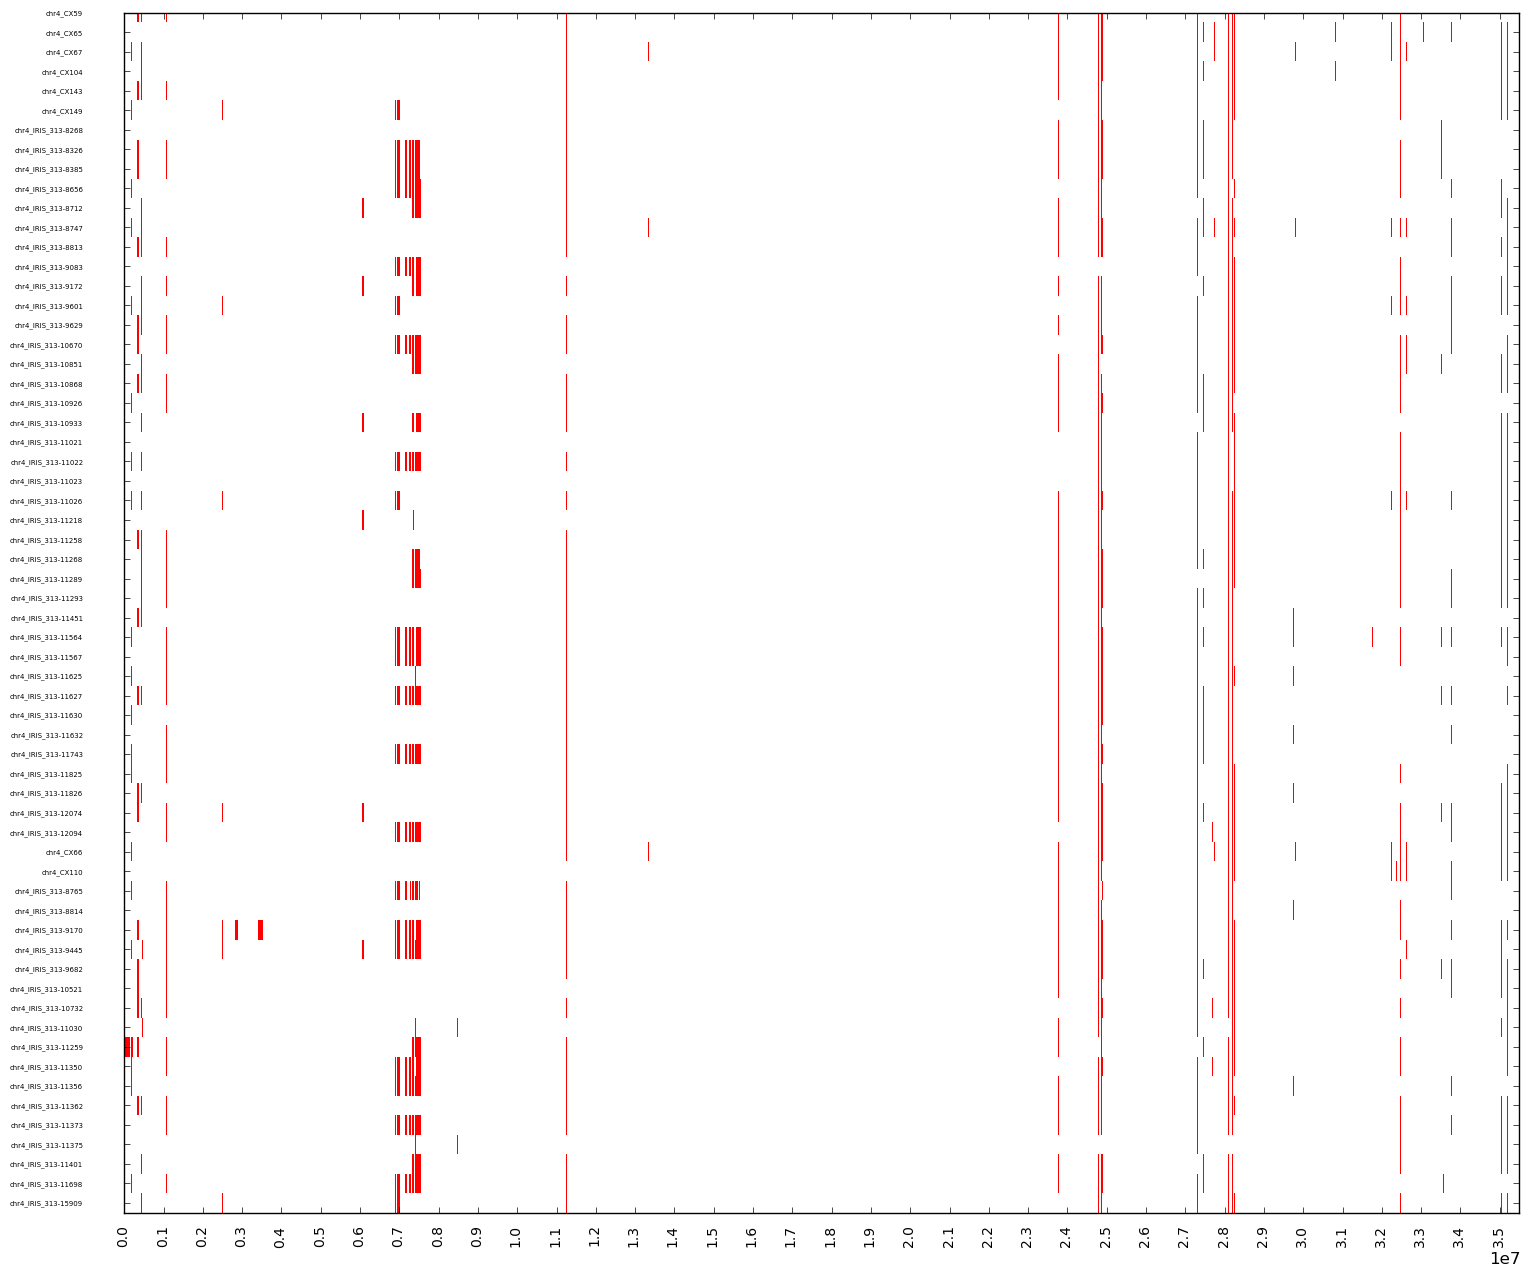 chr4_CX59
chr4_CX65
chr4_CX67
chr4_CX104
chr4_CX143
chr4_CX149
chr4_IRIS_313-8268
chr4_IRIS_313-8326
chr4_IRIS_313-8385
chr4_IRIS_313-8656
chr4_IRIS_313-8712
chr4_IRIS_313-8747
chr4_IRIS_313-8813
chr4_IRIS_313-9083
chr4_IRIS_313-9172
chr4_IRIS_313-9601
chr4_IRIS_313-9629
chr4_IRIS_313-10670
chr4_IRIS_313-10851
chr4_IRIS_313-10868
chr4_IRIS_313-10926
chr4_IRIS_313-10933
chr4_IRIS_313-11021
chr4_IRIS_313-11022
chr4_IRIS_313-11023
chr4_IRIS_313-11026
chr4_IRIS_313-11218
chr4_IRIS_313-11258
chr4_IRIS_313-11268
chr4_IRIS_313-11289
chr4_IRIS_313-11293
chr4_IRIS_313-11451
chr4_IRIS_313-11564
chr4_IRIS_313-11567
chr4_IRIS_313-11625
chr4_IRIS_313-11627
chr4_IRIS_313-11630
chr4_IRIS_313-11632
chr4_IRIS_313-11743
chr4_IRIS_313-11825
chr4_IRIS_313-11826
chr4_IRIS_313-12074
chr4_IRIS_313-12094
chr4_CX66
chr4_CX110
chr4_IRIS_313-8765
chr4_IRIS_313-8814
chr4_IRIS_313-9170
chr4_IRIS_313-9445
chr4_IRIS_313-9682
chr4_IRIS_313-10521
chr4_IRIS_313-10732
chr4_IRIS_313-11030
chr4_IRIS_313-11259
chr4_IRIS_313-11350
chr4_IRIS_313-11356
chr4_IRIS_313-11362
chr4_IRIS_313-11373
chr4_IRIS_313-11375
chr4_IRIS_313-11401
chr4_IRIS_313-11698
chr4_IRIS_313-15909
0.0 0.1 0.2 0.3 0.4 0.5 0.6 0.7 0.8 0.9 1.0 1.1 1.2 1.3 1.4 1.5 1.6 1.7 1.8 1.9 2.0 2.1 2.2 2.3 2.4 2.5 2.6 2.7 2.8 2.9 3.0 3.1 3.2 3.3 3.4 3.5
1e7